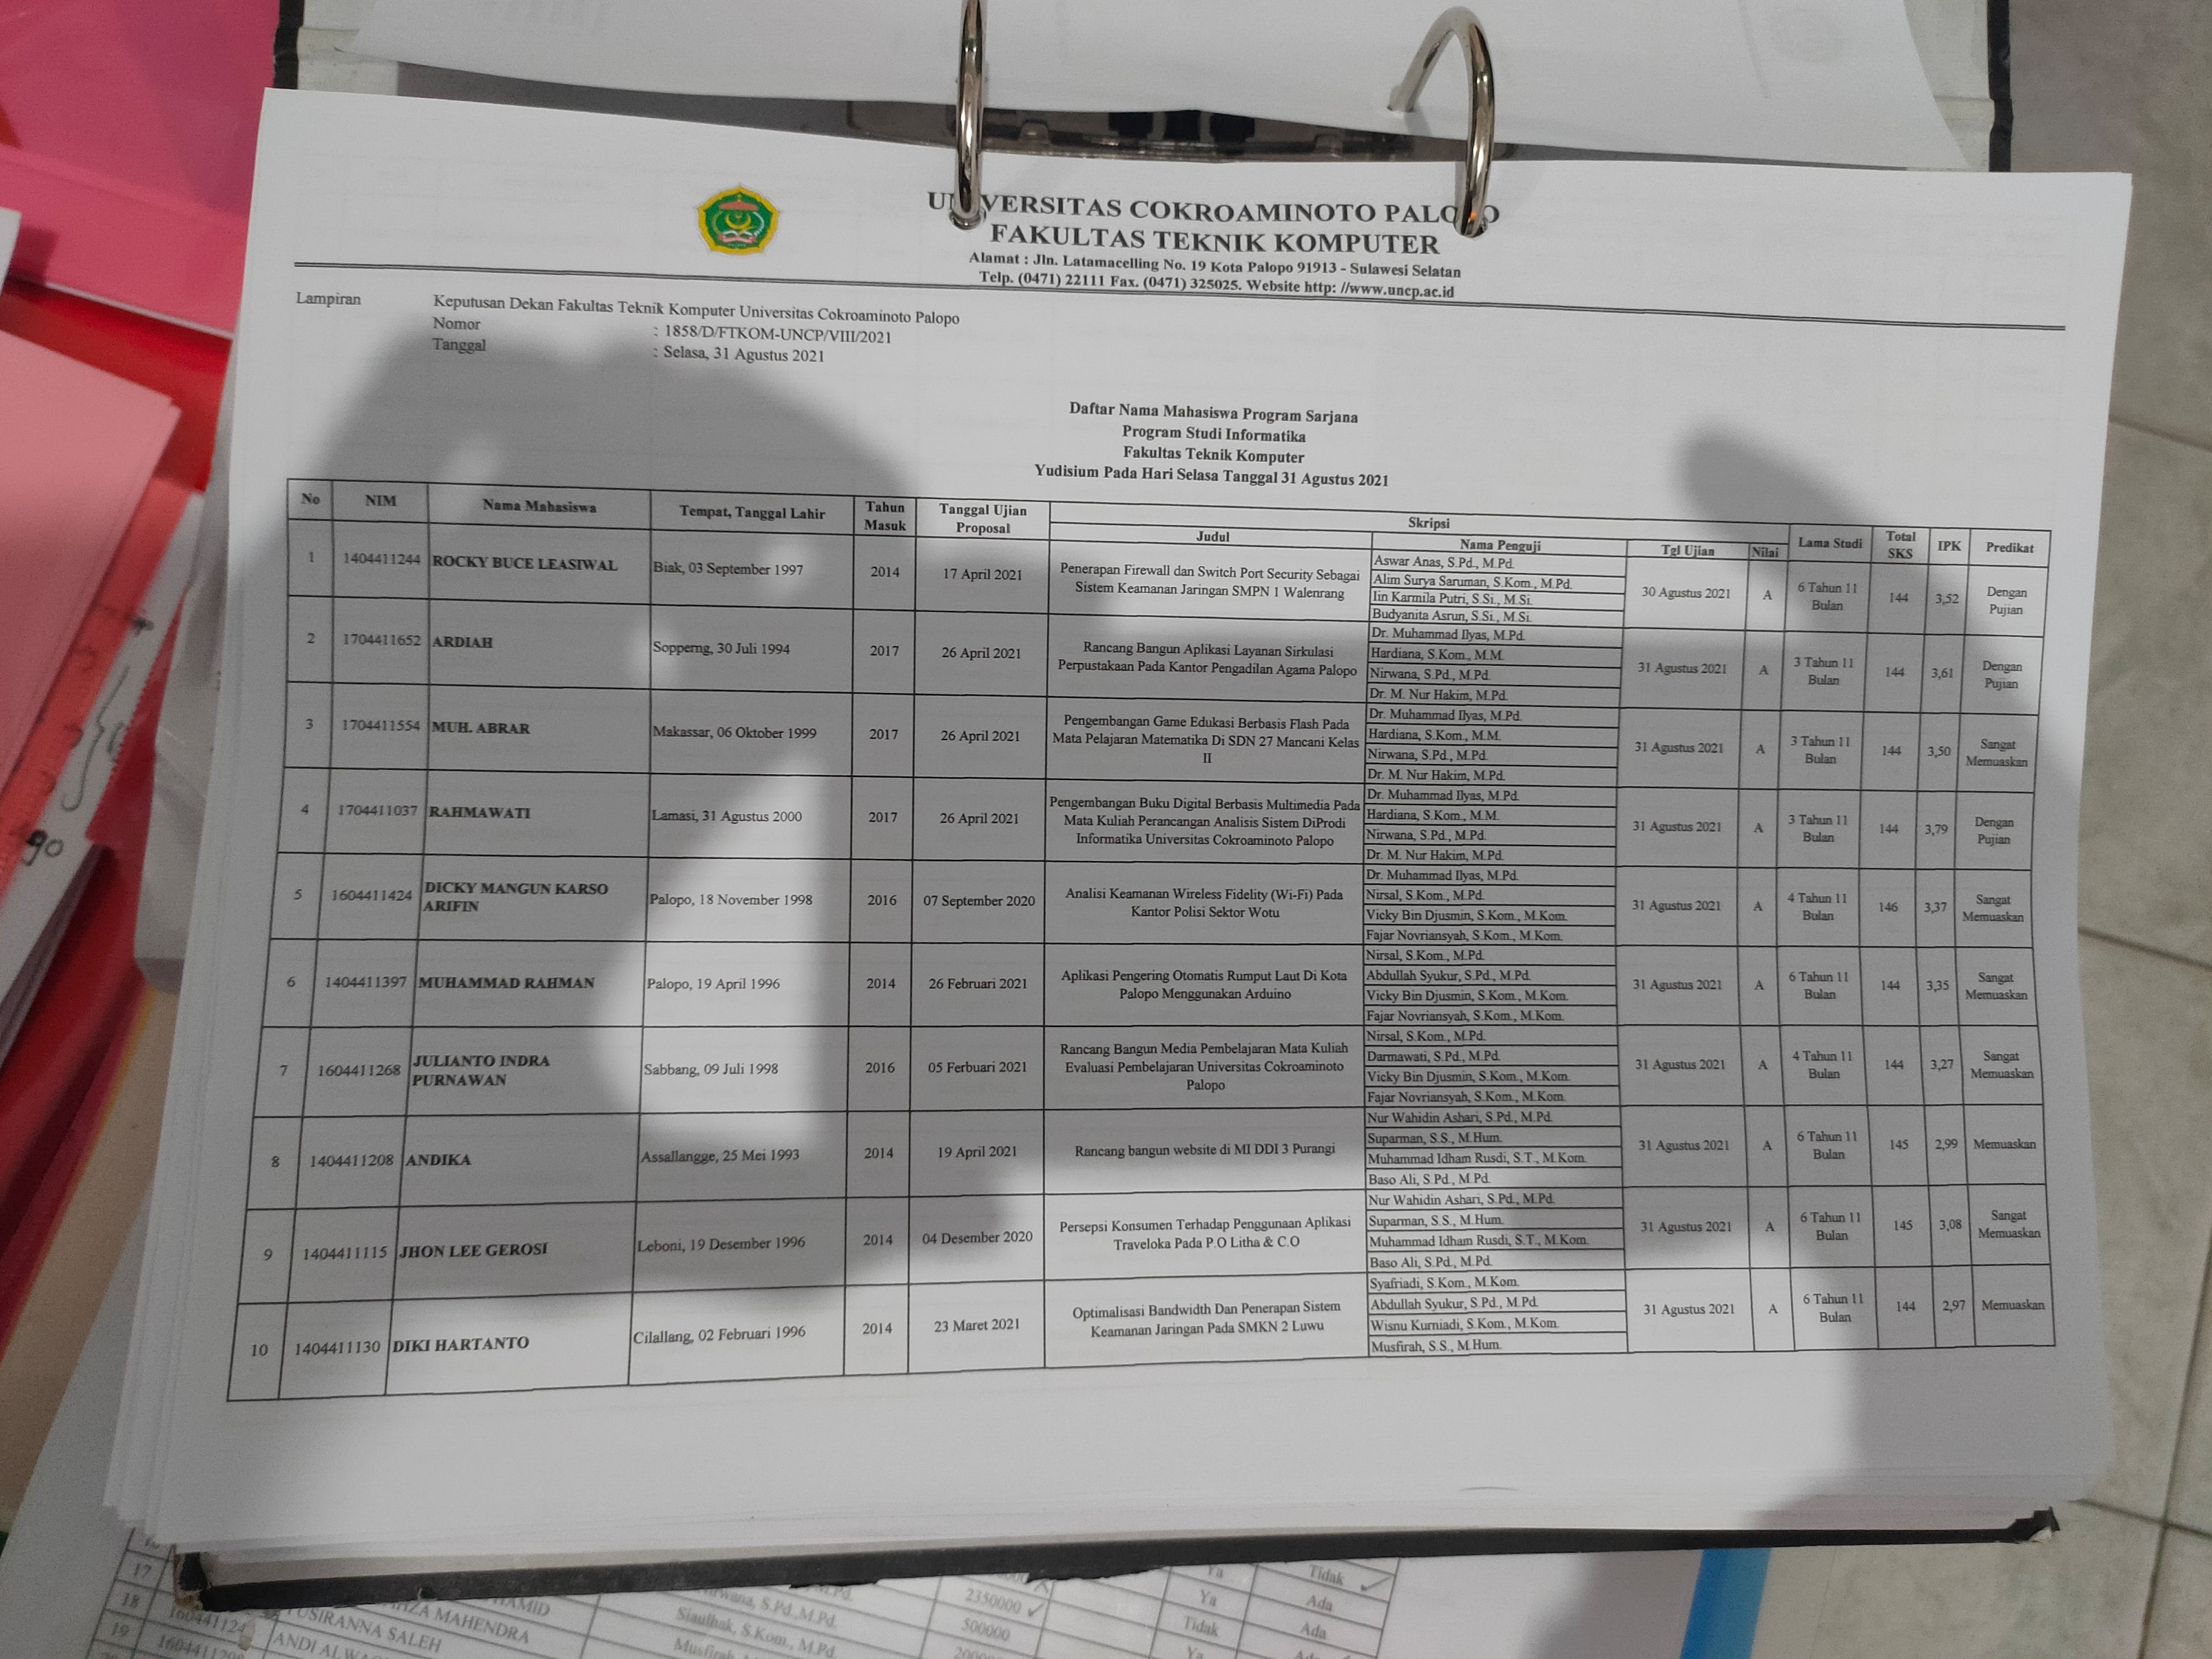 UNIVERSITAS COKROAMINOTO PALOPO
FAKULTAS TEKNIK KOMPUTER
Alamat : Jln. Latamacelling No. 19 Kota Palopo 91913 - Sulawesi Selatan
Telp. (0471) 22111 Fax. (0471) 325025. Website http: //www.uncp.ac.id
Lampiran Keputusan Dekan Fakultas Teknik Komputer Universitas Cokroaminoto Palopo
Nomor : 1858/D/FTKOM-UNCP/VIII/2021
Tanggal : Selasa, 31 Agustus 2021
Daftar Nama Mahasiswa Program Sarjana
Program Studi Informatika
Fakultas Teknik Komputer
Yudisium Pada Hari Selasa Tanggal 31 Agustus 2021
No NIM Nama Mahasiswa Tempat, Tanggal Lahir Tahun Masuk Tanggal Ujian Proposal Skripsi Lama Studi Total SKS IPK Predikat
Judul Nama Penguji Tgl Ujian Nilai
1 1404411244 ROCKY BUCE LEASIWAL Biak, 03 September 1997 2014 17 April 2021 Penerapan Firewall dan Switch Port Security Sebagai Sistem Keamanan Jaringan SMPN 1 Walenrang
Aswar Anas, S.Pd., M.Pd.
Alim Surya Saruman, S.Kom., M.Pd.
Iin Karmila Putri, S.Si., M.Si.
Budyanita Asrun, S.Si., M.Si.
30 Agustus 2021 A 6 Tahun 11 Bulan 144 3,52 Dengan Pujian
2 1704411652 ARDIAH Sopperng, 30 Juli 1994 2017 26 April 2021 Rancang Bangun Aplikasi Layanan Sirkulasi Perpustakaan Pada Kantor Pengadilan Agama Palopo
Dr. Muhammad Ilyas, M.Pd.
Hardiana, S.Kom., M.M.
Nirwana, S.Pd., M.Pd.
Dr. M. Nur Hakim, M.Pd.
31 Agustus 2021 A 3 Tahun 11 Bulan 144 3,61 Dengan Pujian
3 1704411554 MUH. ABRAR Makassar, 06 Oktober 1999 2017 26 April 2021 Pengembangan Game Edukasi Berbasis Flash Pada Mata Pelajaran Matematika Di SDN 27 Mancani Kelas II
Dr. Muhammad Ilyas, M.Pd.
Hardiana, S.Kom., M.M.
Nirwana, S.Pd., M.Pd.
Dr. M. Nur Hakim, M.Pd.
31 Agustus 2021 A 3 Tahun 11 Bulan 144 3,50 Sangat Memuaskan
4 1704411037 RAHMAWATI Lamasi, 31 Agustus 2000 2017 26 April 2021 Pengembangan Buku Digital Berbasis Multimedia Pada Mata Kuliah Perancangan Analisis Sistem DiProdi Informatika Universitas Cokroaminoto Palopo
Dr. Muhammad Ilyas, M.Pd.
Hardiana, S.Kom., M.M.
Nirwana, S.Pd., M.Pd.
Dr. M. Nur Hakim, M.Pd.
31 Agustus 2021 A 3 Tahun 11 Bulan 144 3,79 Dengan Pujian
5 1604411424 DICKY MANGUN KARSO ARIFIN Palopo, 18 November 1998 2016 07 September 2020 Analisi Keamanan Wireless Fidelity (Wi-Fi) Pada Kantor Polisi Sektor Wotu
Dr. Muhammad Ilyas, M.Pd.
Nirsal, S.Kom., M.Pd.
Vicky Bin Djusmin, S.Kom., M.Kom.
Fajar Novriansyah, S.Kom., M.Kom.
31 Agustus 2021 A 4 Tahun 11 Bulan 146 3,37 Sangat Memuaskan
6 1404411397 MUHAMMAD RAHMAN Palopo, 19 April 1996 2014 26 Februari 2021 Aplikasi Pengering Otomatis Rumput Laut Di Kota Palopo Menggunakan Arduino
Nirsal, S.Kom., M.Pd.
Abdullah Syukur, S.Pd., M.Pd.
Vicky Bin Djusmin, S.Kom., M.Kom.
Fajar Novriansyah, S.Kom., M.Kom.
31 Agustus 2021 A 6 Tahun 11 Bulan 144 3,35 Sangat Memuaskan
7 1604411268 JULIANTO INDRA PURNAWAN Sabbang, 09 Juli 1998 2016 05 Ferbuari 2021 Rancang Bangun Media Pembelajaran Mata Kuliah Evaluasi Pembelajaran Universitas Cokroaminoto Palopo
Nirsal, S.Kom., M.Pd.
Darmawati, S.Pd., M.Pd.
Vicky Bin Djusmin, S.Kom., M.Kom.
Fajar Novriansyah, S.Kom., M.Kom.
31 Agustus 2021 A 4 Tahun 11 Bulan 144 3,27 Sangat Memuaskan
8 1404411208 ANDIKA Assallangge, 25 Mei 1993 2014 19 April 2021 Rancang bangun website di MI DDI 3 Purangi
Nur Wahidin Ashari, S.Pd., M.Pd.
Suparman, S.S., M.Hum.
Muhammad Idham Rusdi, S.T., M.Kom.
Baso Ali, S.Pd., M.Pd.
31 Agustus 2021 A 6 Tahun 11 Bulan 145 2,99 Memuaskan
9 1404411115 JHON LEE GEROSI Leboni, 19 Desember 1996 2014 04 Desember 2020 Persepsi Konsumen Terhadap Penggunaan Aplikasi Traveloka Pada P.O Litha & C.O
Nur Wahidin Ashari, S.Pd., M.Pd.
Suparman, S.S., M.Hum.
Muhammad Idham Rusdi, S.T., M.Kom.
Baso Ali, S.Pd., M.Pd.
31 Agustus 2021 A 6 Tahun 11 Bulan 145 3,08 Sangat Memuaskan
10 1404411130 DIKI HARTANTO Cilallang, 02 Februari 1996 2014 23 Maret 2021 Optimalisasi Bandwidth Dan Penerapan Sistem Keamanan Jaringan Pada SMKN 2 Luwu
Syafriadi, S.Kom., M.Kom.
Abdullah Syukur, S.Pd., M.Pd.
Wisnu Kurniadi, S.Kom., M.Kom.
Musfirah, S.S., M.Hum.
31 Agustus 2021 A 6 Tahun 11 Bulan 144 2,97 Memuaskan
Ya Tidak
17 MAHENDRA S.Pd.,M.Pd. 2350000 Ya Ada
18 SALEH Siaulhak, S.Kom., M.Pd. 500000 Tidak Ada
19 ANDI
90